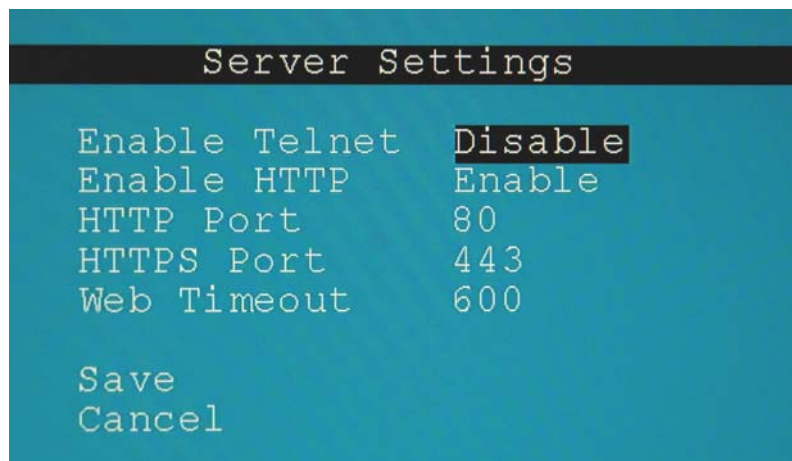 Server Settings
Enable Telnet Disable
Enable HTTP Enable
HTTP Port 80
HTTPS Port 443
Web Timeout 600
Save
Cancel